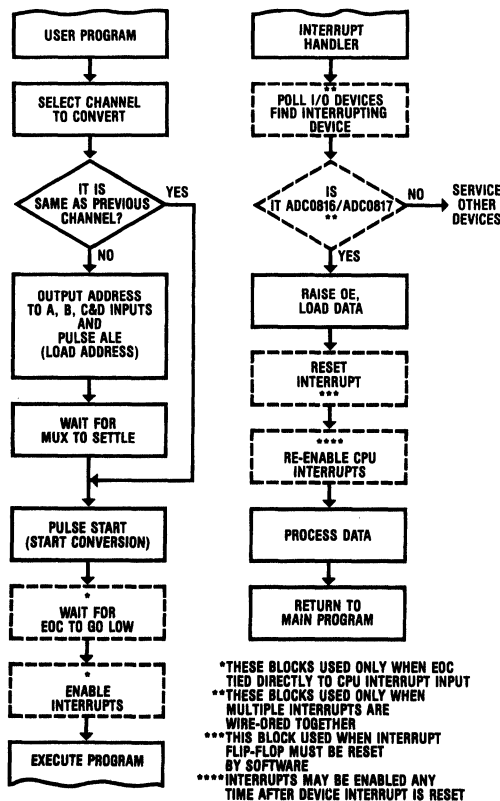 USER PROGRAM
SELECT CHANNEL
TO CONVERT
IT IS
SAME AS PREVIOUS
CHANNEL?
YES
NO
OUTPUT ADDRESS
TO A, B, C&D INPUTS
AND
PULSE ALE
(LOAD ADDRESS)
WAIT FOR
MUX TO SETTLE
PULSE START
(START CONVERSION)
*
WAIT FOR
EOC TO GO LOW
*
ENABLE
INTERRUPTS
EXECUTE PROGRAM
INTERRUPT
HANDLER
**
POLL I/O DEVICES
FIND INTERRUPTING
DEVICE
IS
IT ADC0816/ADC0817
**
NO
SERVICE
OTHER
DEVICES
YES
RAISE OE,
LOAD DATA
RESET
INTERRUPT
***
****
RE-ENABLE CPU
INTERRUPTS
PROCESS DATA
RETURN TO
MAIN PROGRAM
*THESE BLOCKS USED ONLY WHEN EOC
TIED DIRECTLY TO CPU INTERRUPT INPUT
**THESE BLOCKS USED ONLY WHEN
MULTIPLE INTERRUPTS ARE
WIRE-ORED TOGETHER
***THIS BLOCK USED WHEN INTERRUPT
FLIP-FLOP MUST BE RESET
BY SOFTWARE
****INTERRUPTS MAY BE ENABLED ANY
TIME AFTER DEVICE INTERRUPT IS RESET